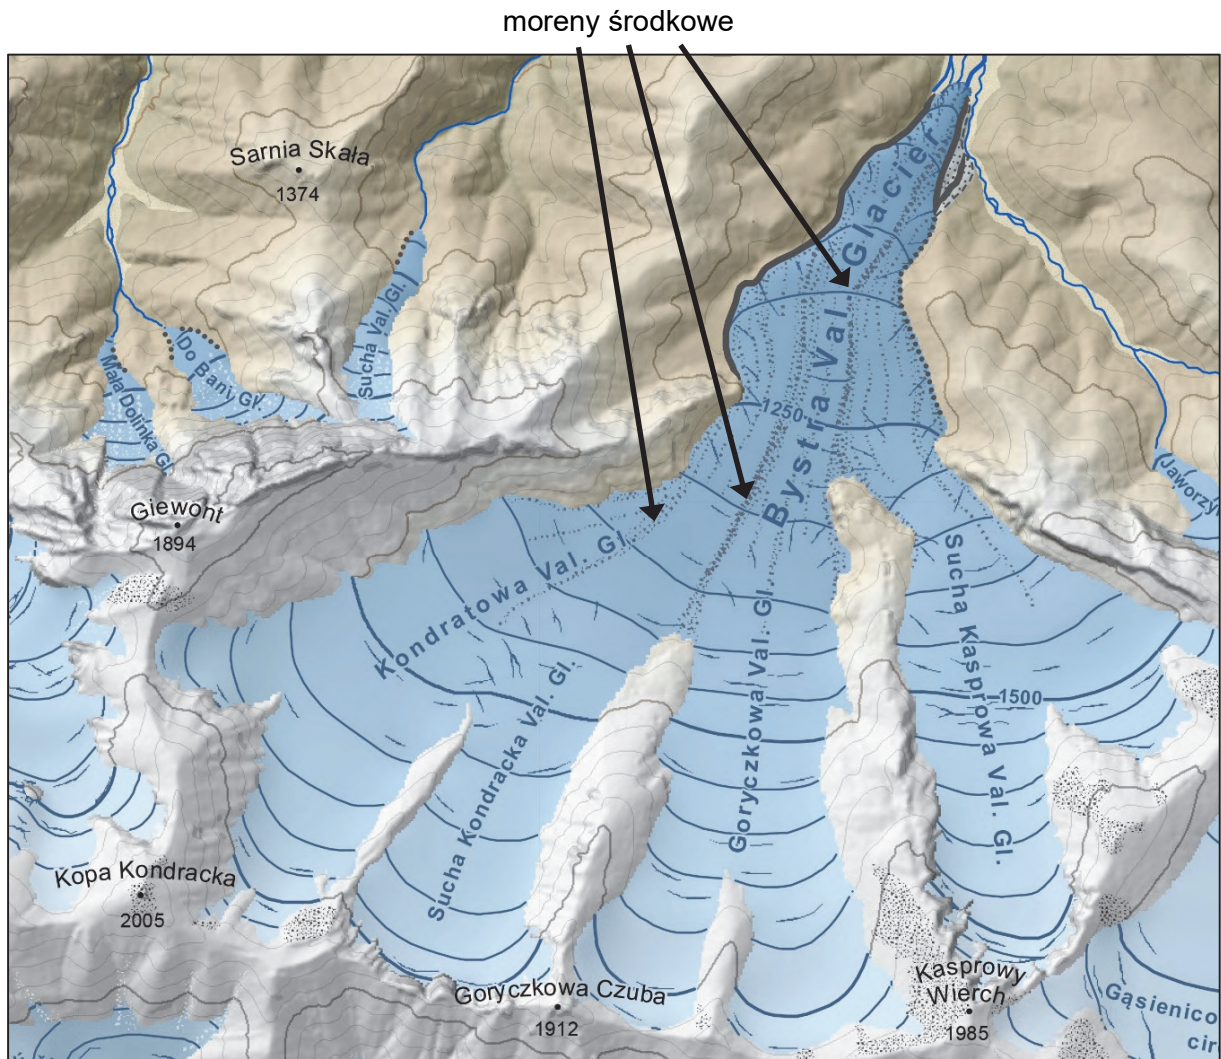 moreny środkowe
Sarnia Skała
1374
Bystra Val. Glacier
Sucha Val. Gl.
Do Bany Gl.
Mała Dolinka Gl.
1250
Giewont
1894
Jaworzy
Kondratowa Val. Gl.
Sucha Kondracka Val. Gl.
Goryczkowa Val. Gl.
Sucha Kasprowa Val. Gl.
1500
Kopa Kondracka
2005
Goryczkowa Czuba
1912
Kasprowy
Wierch
1985
Gąsienico
cir